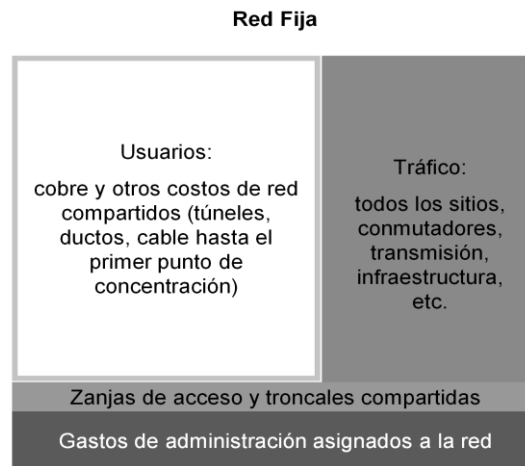 Red Fija
Usuarios:
cobre y otros costos de red
compartidos (túneles,
ductos, cable hasta el
primer punto de
concentración)
Tráfico:
todos los sitios,
conmutadores,
transmisión,
infraestructura,
etc.
Zanjas de acceso y troncales compartidas
Gastos de administración asignados a la red